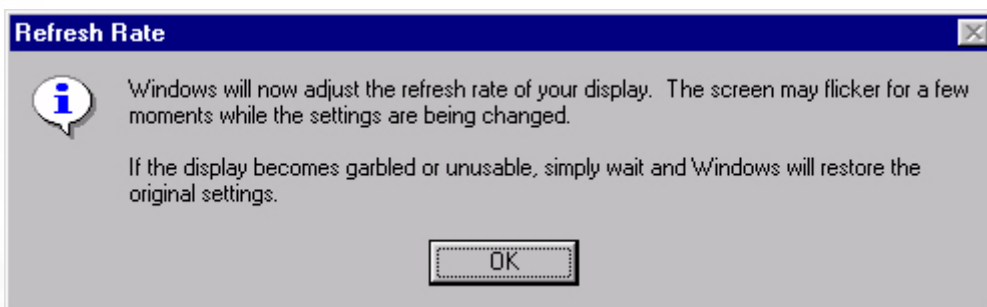 Refresh Rate
Windows will now adjust the refresh rate of your display.  The screen may flicker for a few
moments while the settings are being changed.
If the display becomes garbled or unusable, simply wait and Windows will restore the
original settings.
OK